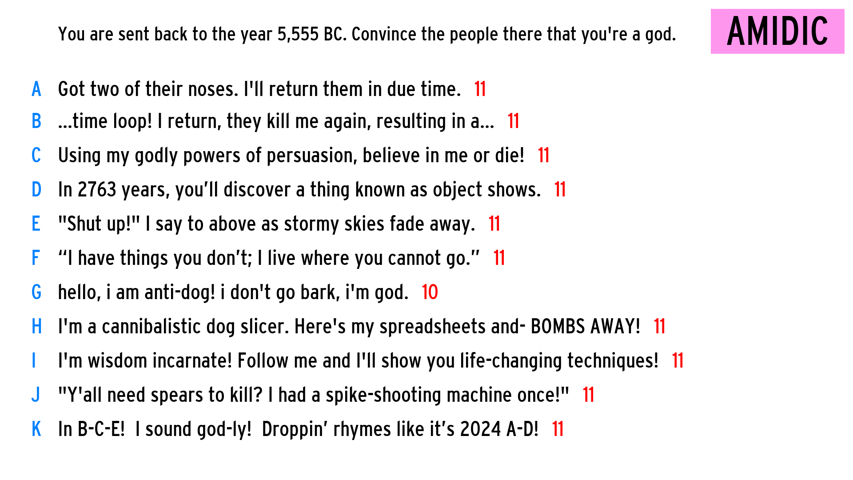 You are sent back to the year 5,555 BC. Convince the people there that you're a god.
AMIDIC
A Got two of their noses. I'll return them in due time. 11
B ...time loop! I return, they kill me again, resulting in a... 11
C Using my godly powers of persuasion, believe in me or die! 11
D In 2763 years, you’ll discover a thing known as object shows. 11
E "Shut up!" I say to above as stormy skies fade away. 11
F “I have things you don’t; I live where you cannot go.” 11
G hello, i am anti-dog! i don't go bark, i'm god. 10
H I'm a cannibalistic dog slicer. Here's my spreadsheets and- BOMBS AWAY! 11
I I'm wisdom incarnate! Follow me and I'll show you life-changing techniques! 11
J "Y'all need spears to kill? I had a spike-shooting machine once!" 11
K In B-C-E! I sound god-ly! Droppin’ rhymes like it’s 2024 A-D! 11